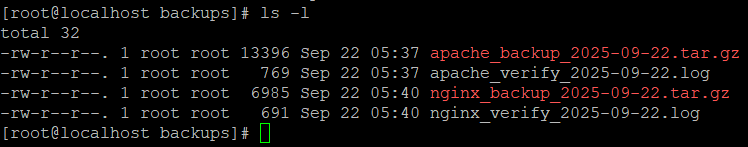 [root@localhost backups]# ls -l
total 32
-rw-r--r--. 1 root root 13396 Sep 22 05:37 apache_backup_2025-09-22.tar.gz
-rw-r--r--. 1 root root   769 Sep 22 05:37 apache_verify_2025-09-22.log
-rw-r--r--. 1 root root  6985 Sep 22 05:40 nginx_backup_2025-09-22.tar.gz
-rw-r--r--. 1 root root   691 Sep 22 05:40 nginx_verify_2025-09-22.log
[root@localhost backups]#